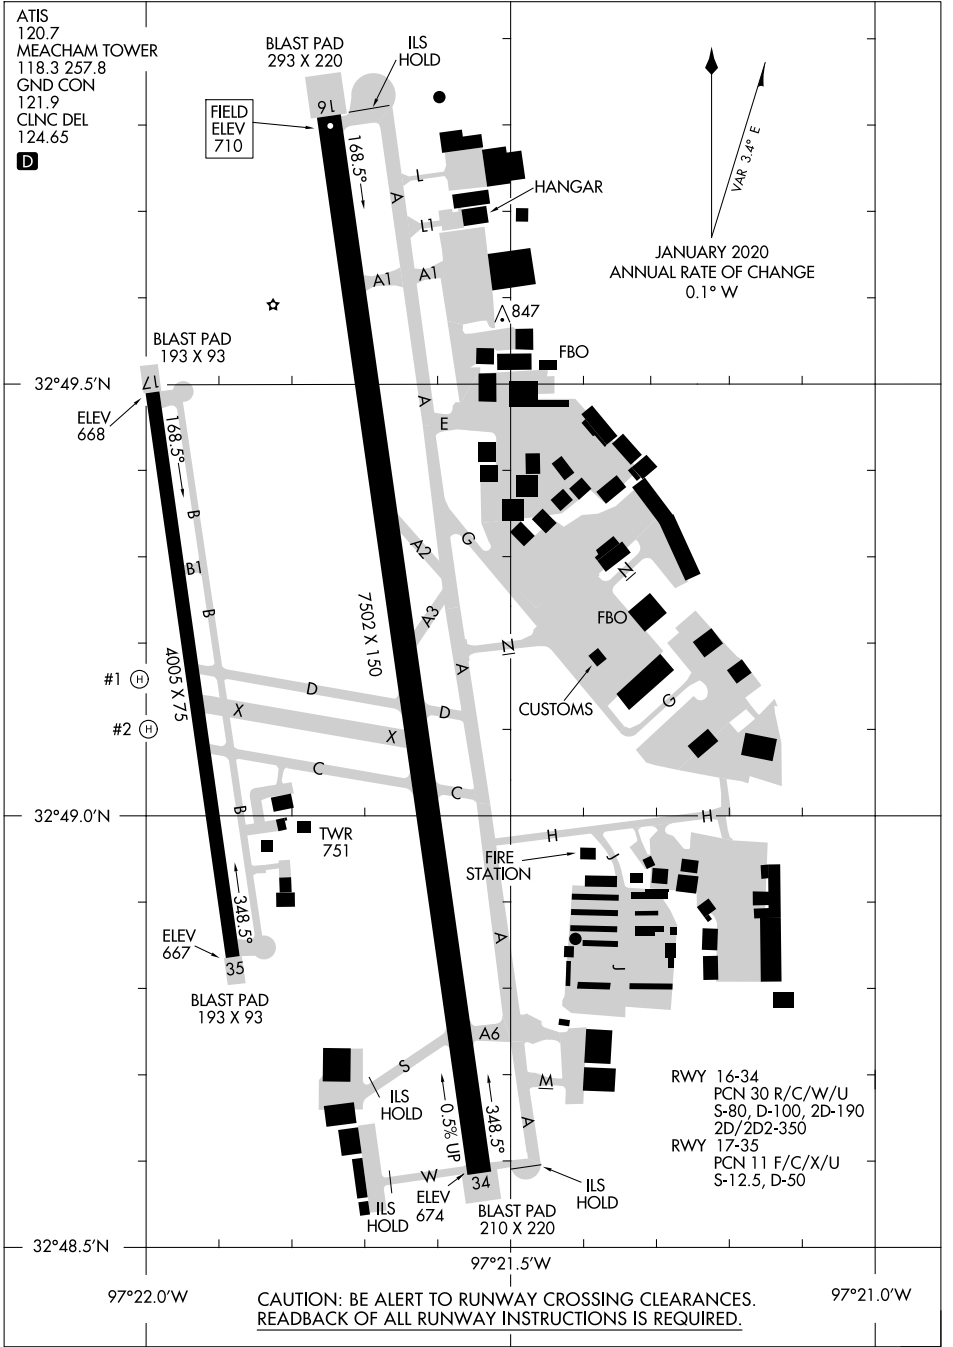 ATIS
120.7
MEACHAM TOWER
118.3 257.8
GND CON
121.9
CLNC DEL
124.65
D
BLAST PAD
293 X 220
ILS
HOLD
FIELD
ELEV
710
16
168.5°
L
A
HANGAR
L1
A1
A1
VAR 3.4° E
JANUARY 2020
ANNUAL RATE OF CHANGE
0.1° W
847
FBO
BLAST PAD
193 X 93
17
32°49.5'N
ELEV
668
168.5°
A
E
B
G
A2
B1
Z
7502 X 150
B
A3
FBO
Z
A
4005 X 75
#1 H
D
CUSTOMS
G
#2 H
X
D
X
C
C
B
32°49.0'N
H
H
TWR
751
FIRE
STATION
J
348.5°
A
ELEV
667
35
J
BLAST PAD
193 X 93
A6
S
M
ILS
HOLD
0.5% UP
348.5°
A
RWY 16-34
PCN 30 R/C/W/U
S-80, D-100, 2D-190
2D/2D2-350
RWY 17-35
PCN 11 F/C/X/U
S-12.5, D-50
W
34
ILS
HOLD
ELEV
674
ILS
HOLD
BLAST PAD
210 X 220
32°48.5'N
97°21.5'W
97°22.0'W
97°21.0'W
CAUTION: BE ALERT TO RUNWAY CROSSING CLEARANCES.
READBACK OF ALL RUNWAY INSTRUCTIONS IS REQUIRED.